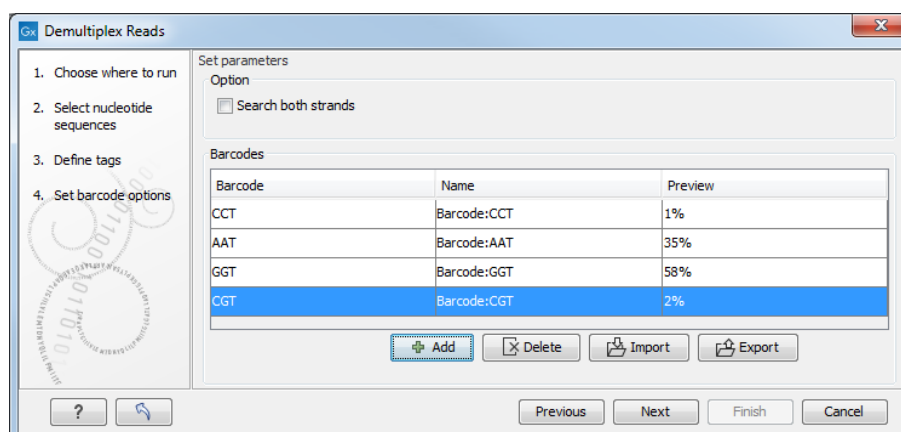 Gx Demultiplex Reads
1. Choose where to run
2. Select nucleotide
sequences
3. Define tags
4. Set barcode options
Set parameters
Option
Search both strands
Barcodes
Barcode Name Preview
CCT Barcode:CCT 1%
AAT Barcode:AAT 35%
GGT Barcode:GGT 58%
CGT Barcode:CGT 2%
Add Delete Import Export
? Previous Next Finish Cancel